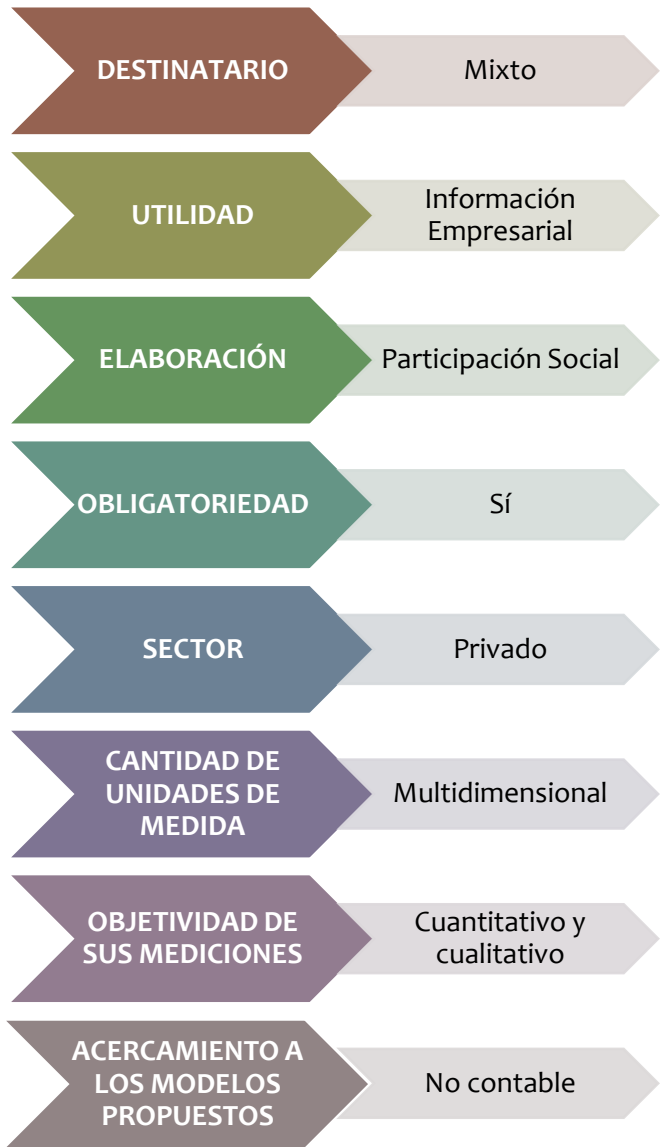 DESTINATARIO
Mixto
UTILIDAD
Información
Empresarial
ELABORACIÓN
Participación Social
OBLIGATORIEDAD
Sí
SECTOR
Privado
CANTIDAD DE
UNIDADES DE
MEDIDA
Multidimensional
OBJETIVIDAD DE
SUS MEDICIONES
Cuantitativo y
cualitativo
ACERCAMIENTO A
LOS MODELOS
PROPUESTOS
No contable